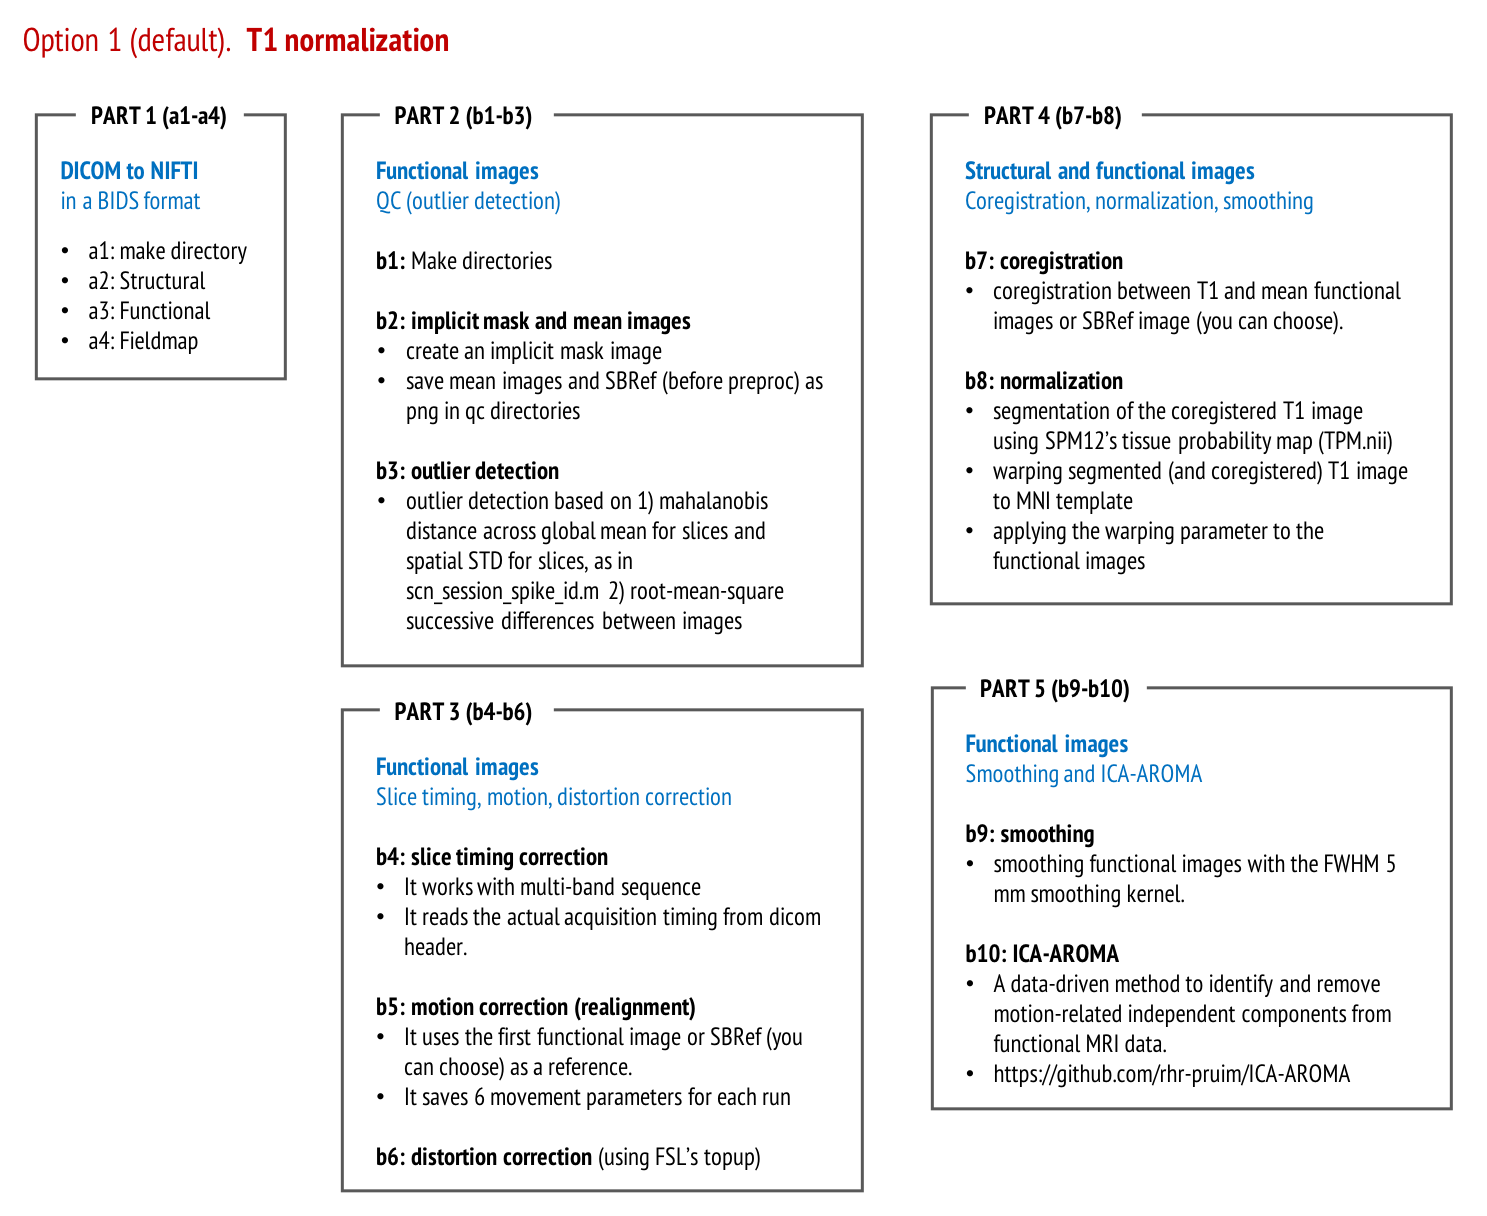 Option 1 (default). T1 normalization
PART 1 (a1-a4)
DICOM to NIFTI
in a BIDS format
• a1: make directory
• a2: Structural
• a3: Functional
• a4: Fieldmap
PART 2 (b1-b3)
Functional images
QC (outlier detection)
b1: Make directories
b2: implicit mask and mean images
• create an implicit mask image
• save mean images and SBRef (before preproc) as
png in qc directories
b3: outlier detection
• outlier detection based on 1) mahalanobis
distance across global mean for slices and
spatial STD for slices, as in
scn_session_spike_id.m 2) root-mean-square
successive differences between images
PART 3 (b4-b6)
Functional images
Slice timing, motion, distortion correction
b4: slice timing correction
• It works with multi-band sequence
• It reads the actual acquisition timing from dicom
header.
b5: motion correction (realignment)
• It uses the first functional image or SBRef (you
can choose) as a reference.
• It saves 6 movement parameters for each run
b6: distortion correction (using FSL's topup)
PART 4 (b7-b8)
Structural and functional images
Coregistration, normalization, smoothing
b7: coregistration
• coregistration between T1 and mean functional
images or SBRef image (you can choose).
b8: normalization
• segmentation of the coregistered T1 image
using SPM12's tissue probability map (TPM.nii)
• warping segmented (and coregistered) T1 image
to MNI template
• applying the warping parameter to the
functional images
PART 5 (b9-b10)
Functional images
Smoothing and ICA-AROMA
b9: smoothing
• smoothing functional images with the FWHM 5
mm smoothing kernel.
b10: ICA-AROMA
• A data-driven method to identify and remove
motion-related independent components from
functional MRI data.
• https://github.com/rhr-pruim/ICA-AROMA